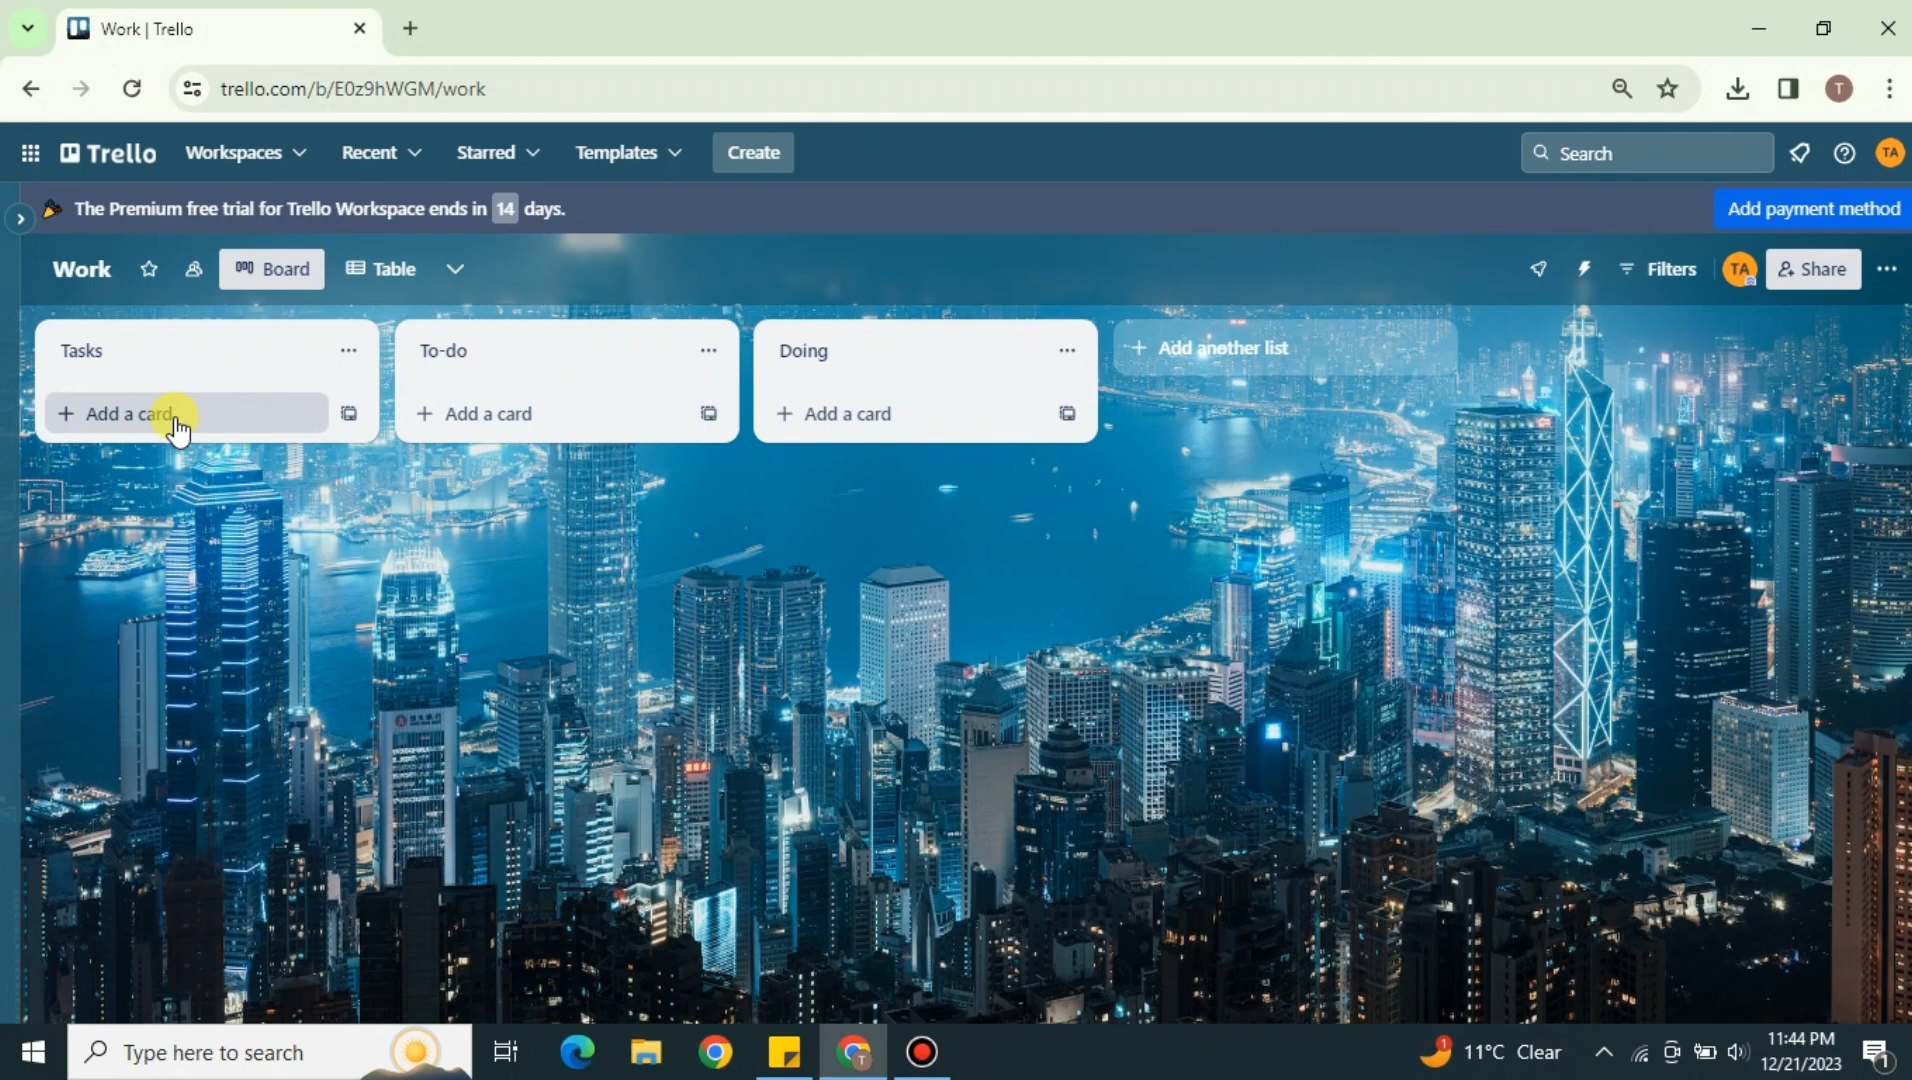 Work | Trello
trello.com/b/E0z9hWGM/work
Trello Workspaces Recent Starred Templates Create Search TA
The Premium free trial for Trello Workspace ends in 14 days. Add payment method
Work Board Table Filters TA Share
Tasks
+ Add a card
To-do
+ Add a card
Doing
+ Add a card
+ Add another list
Type here to search
11°C Clear
11:44 PM
12/21/2023